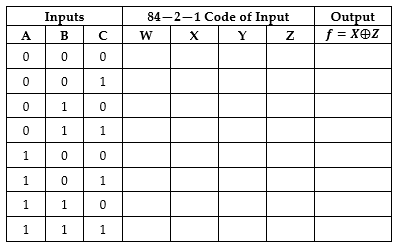 Inputs 84−2−1 Code of Input Output
A B C W X Y Z f = X⊕Z
0 0 0
0 0 1
0 1 0
0 1 1
1 0 0
1 0 1
1 1 0
1 1 1